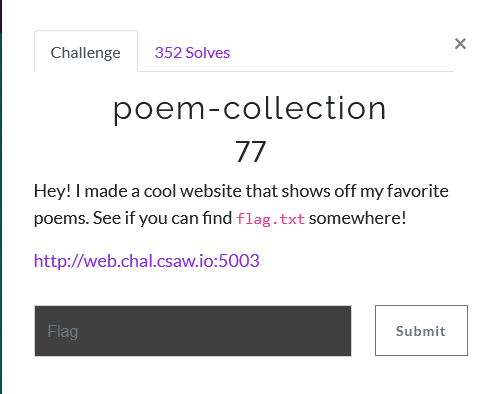 Challenge
352 Solves
×
poem-collection
77
Hey! I made a cool website that shows off my favorite
poems. See if you can find flag.txt somewhere!
http://web.chal.csaw.io:5003
Flag
Submit